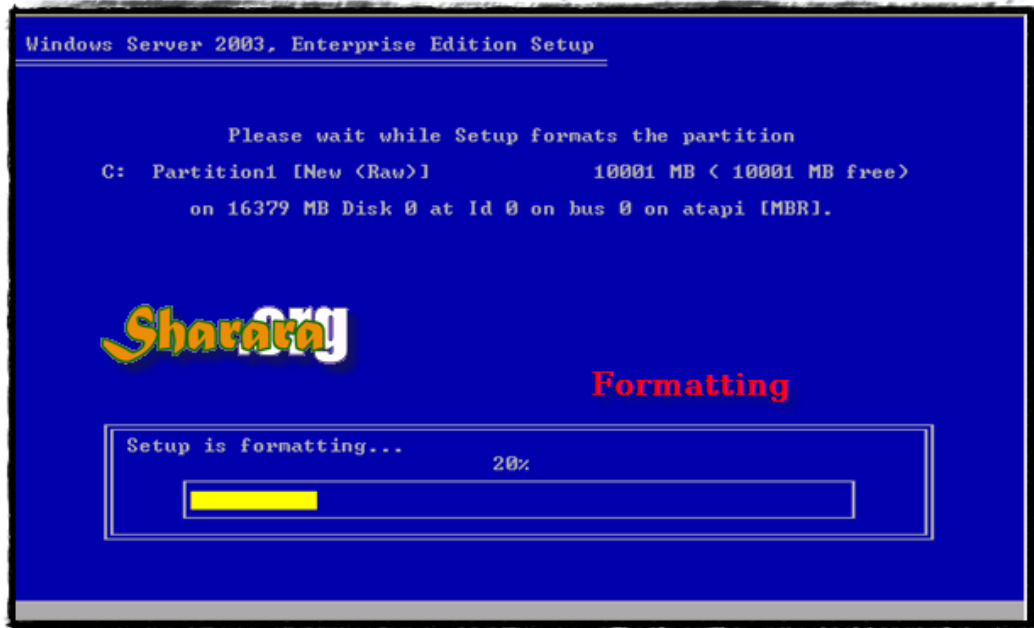 Windows Server 2003, Enterprise Edition Setup
Please wait while Setup formats the partition
C: Partition1 [New (Raw)] 10001 MB ( 10001 MB free)
on 16379 MB Disk 0 at Id 0 on bus 0 on atapi [MBR].
Sharara.org
Formatting
Setup is formatting...
20%